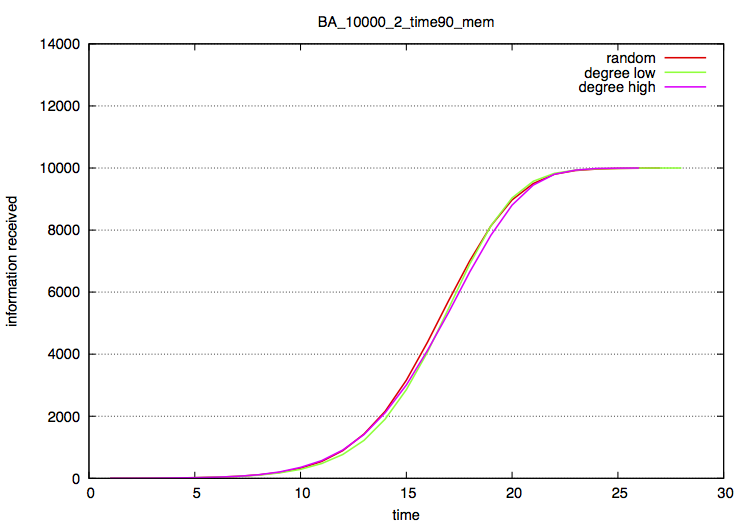 BA_10000_2_time90_mem
14000
12000
10000
8000
6000
4000
2000
0
random
degree low
degree high
information received
0 5 10 15 20 25 30
time